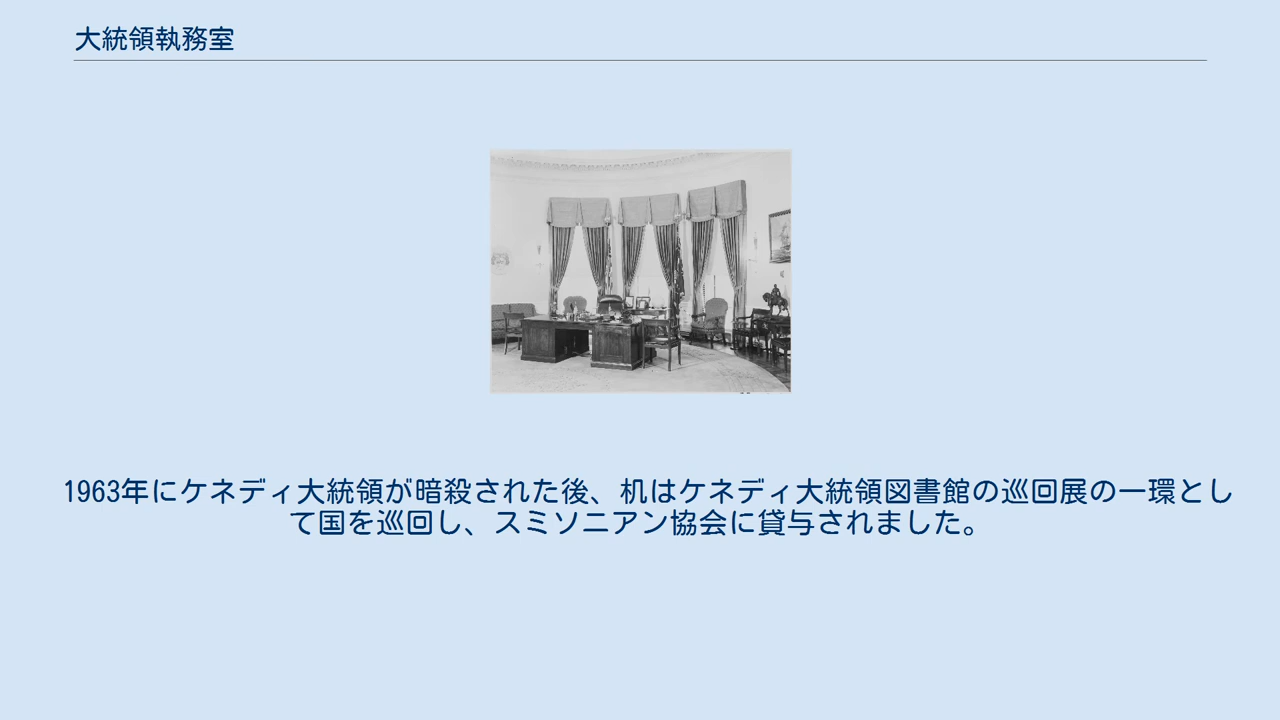 大統領執務室
1963年にケネディ大統領が暗殺された後、机はケネディ大統領図書館の巡回展の一環とし
て国を巡回し、スミソニアン協会に貸与されました。